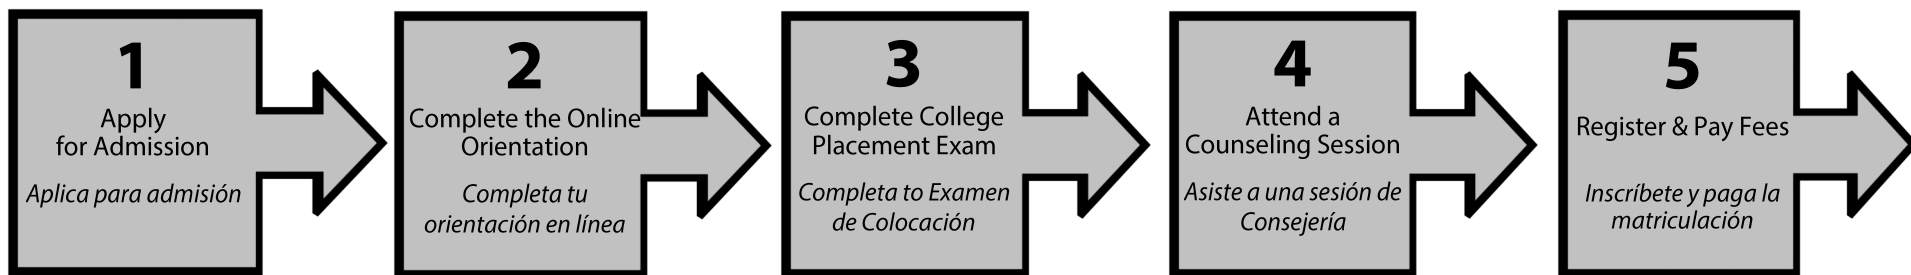 1
Apply
for Admission
Aplica para admisión
2
Complete the Online
Orientation
Completa tu
orientación en línea
3
Complete College
Placement Exam
Completa to Examen
de Colocación
4
Attend a
Counseling Session
Asiste a una sesión de
Consejería
5
Register & Pay Fees
Inscríbete y paga la
matriculación